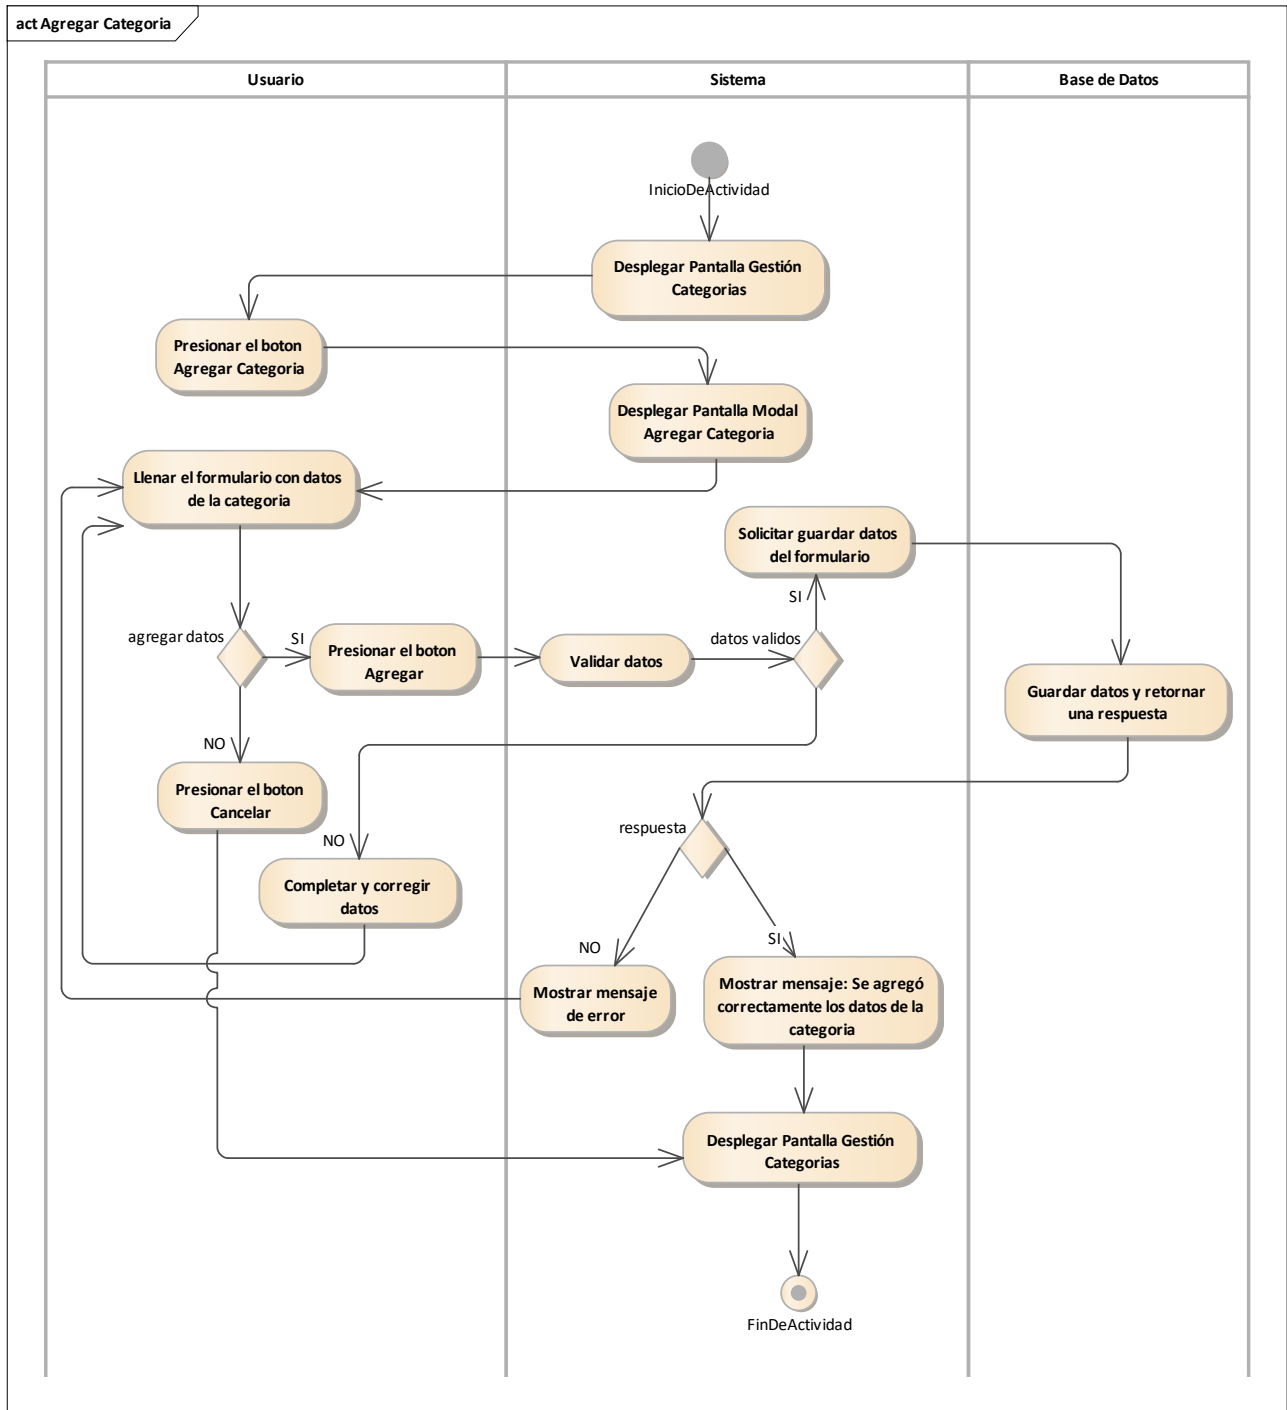 act Agregar Categoria
Usuario
Sistema
Base de Datos
InicioDeActividad
Desplegar Pantalla Gestión
Categorias
Presionar el boton
Agregar Categoria
Desplegar Pantalla Modal
Agregar Categoria
Llenar el formulario con datos
de la categoria
Solicitar guardar datos
del formulario
SI
agregar datos
SI
Presionar el boton
Agregar
Validar datos
datos validos
Guardar datos y retornar
una respuesta
NO
Presionar el boton
Cancelar
respuesta
NO
Completar y corregir
datos
NO
SI
Mostrar mensaje
de error
Mostrar mensaje: Se agregó
correctamente los datos de la
categoria
Desplegar Pantalla Gestión
Categorias
FinDeActividad